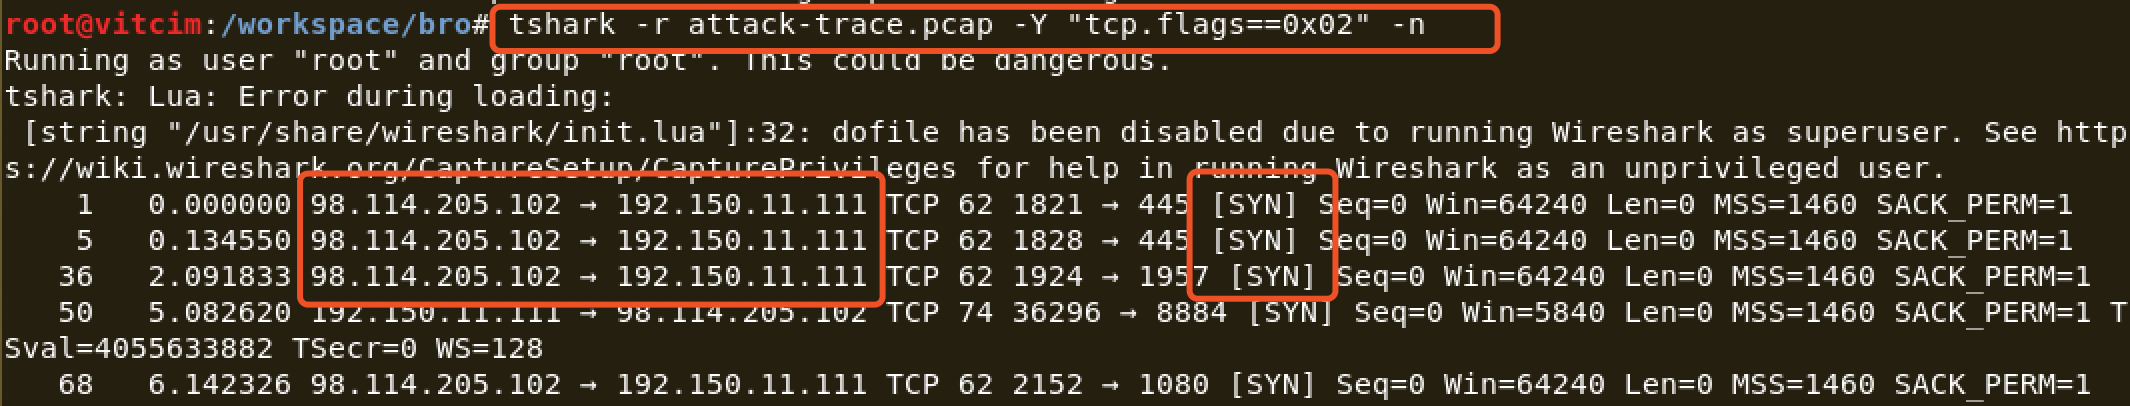 root@vitcim:/workspace/bro# tshark -r attack-trace.pcap -Y "tcp.flags==0x02" -n
Running as user "root" and group "root". This could be dangerous.
tshark: Lua: Error during loading:
 [string "/usr/share/wireshark/init.lua"]:32: dofile has been disabled due to running Wireshark as superuser. See http
s://wiki.wireshark.org/CaptureSetup/CapturePrivileges for help in running Wireshark as an unprivileged user.
    1   0.000000 98.114.205.102 → 192.150.11.111 TCP 62 1821 → 445 [SYN] Seq=0 Win=64240 Len=0 MSS=1460 SACK_PERM=1
    5   0.134550 98.114.205.102 → 192.150.11.111 TCP 62 1828 → 445 [SYN] Seq=0 Win=64240 Len=0 MSS=1460 SACK_PERM=1
   36   2.091833 98.114.205.102 → 192.150.11.111 TCP 62 1924 → 1957 [SYN] Seq=0 Win=64240 Len=0 MSS=1460 SACK_PERM=1
   50   5.082620 192.150.11.111 → 98.114.205.102 TCP 74 36296 → 8884 [SYN] Seq=0 Win=5840 Len=0 MSS=1460 SACK_PERM=1 T
Sval=4055633882 TSecr=0 WS=128
   68   6.142326 98.114.205.102 → 192.150.11.111 TCP 62 2152 → 1080 [SYN] Seq=0 Win=64240 Len=0 MSS=1460 SACK_PERM=1